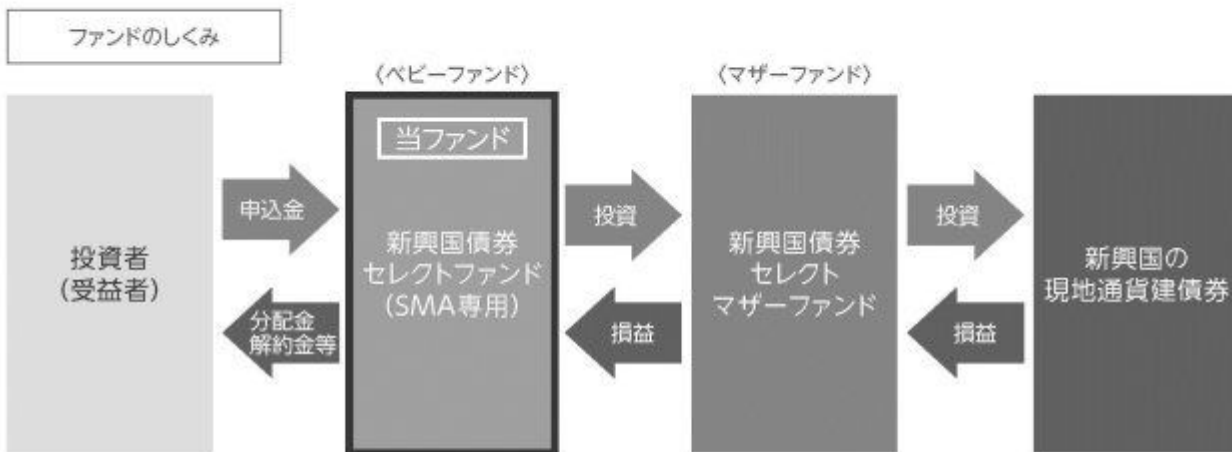 ファンドのしくみ
〈ベビーファンド〉
〈マザーファンド〉
投資者
(受益者)
申込金
分配金
解約金等
当ファンド
新興国債券
セレクトファンド
(SMA専用)
投資
損益
新興国債券
セレクト
マザーファンド
投資
損益
新興国の
現地通貨建債券